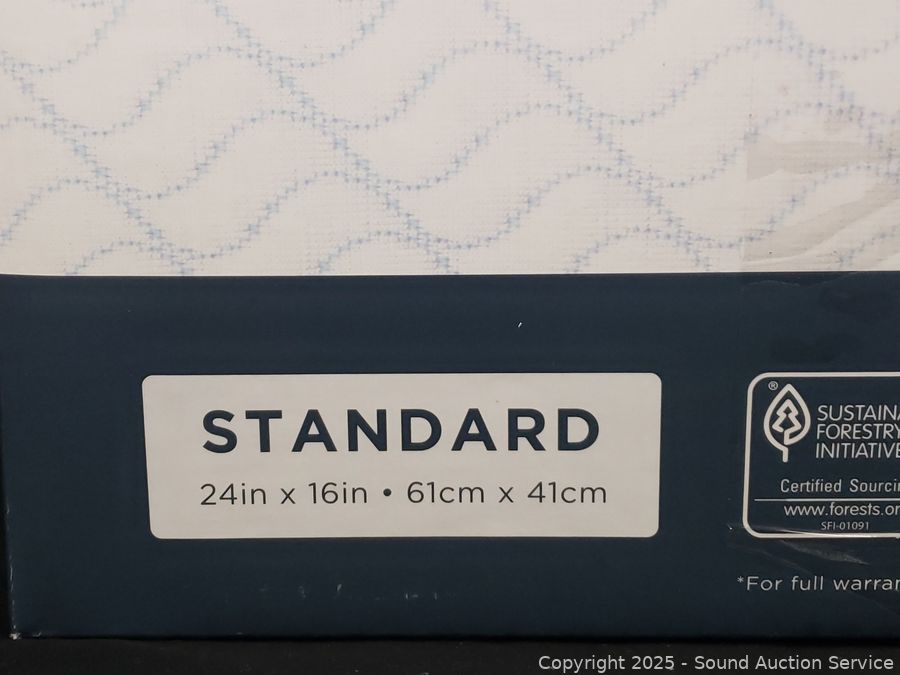 STANDARD
24in x 16in • 61cm x 41cm
®
SUSTAINA
FORESTRY
INITIATIVE
Certified Sourcin
www.forests.or
SFI-01091
*For full warran
Copyright 2025 - Sound Auction Service